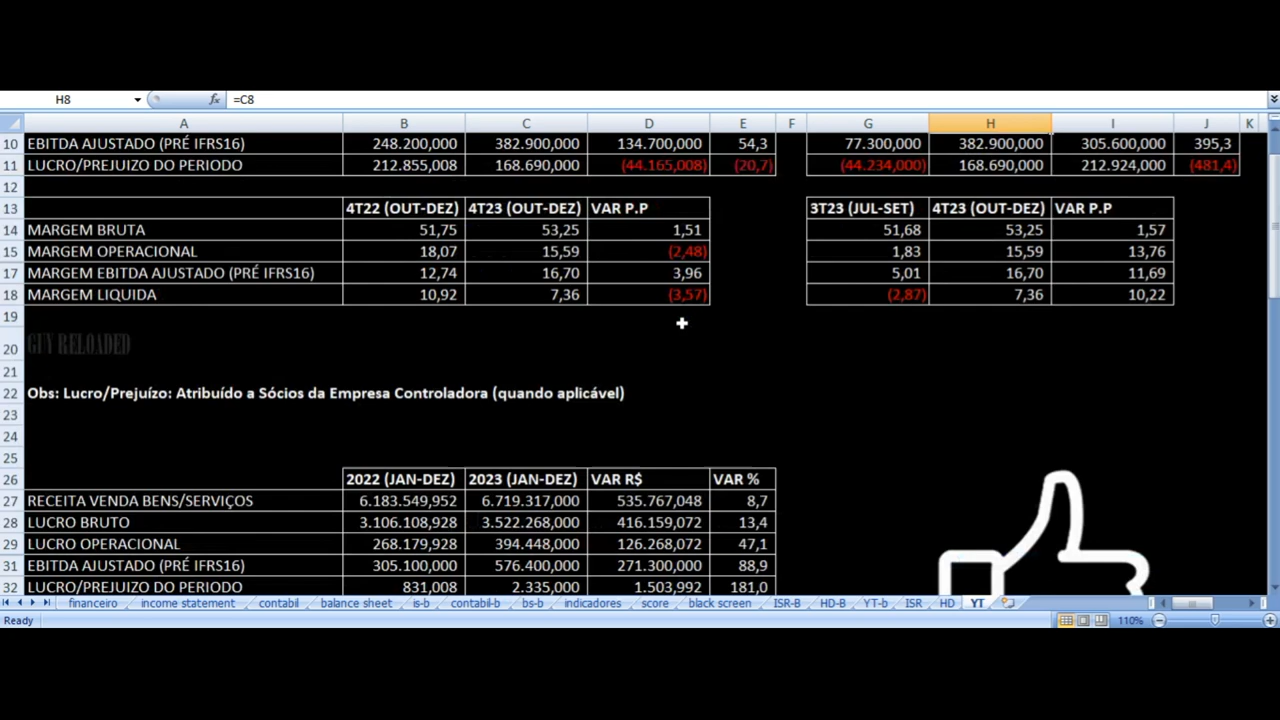 H8 fx =C8
A B C D E F G H I J K
10 EBITDA AJUSTADO (PRÉ IFRS16) 248.200,000 382.900,000 134.700,000 54,3 77.300,000 382.900,000 305.600,000 395,3
11 LUCRO/PREJUIZO DO PERIODO 212.855,008 168.690,000 (44.165,008) (20,7) (44.234,000) 168.690,000 212.924,000 (481,4)
12
13 4T22 (OUT-DEZ) 4T23 (OUT-DEZ) VAR P.P 3T23 (JUL-SET) 4T23 (OUT-DEZ) VAR P.P
14 MARGEM BRUTA 51,75 53,25 1,51 51,68 53,25 1,57
15 MARGEM OPERACIONAL 18,07 15,59 (2,48) 1,83 15,59 13,76
17 MARGEM EBITDA AJUSTADO (PRÉ IFRS16) 12,74 16,70 3,96 5,01 16,70 11,69
18 MARGEM LIQUIDA 10,92 7,36 (3,57) (2,87) 7,36 10,22
19
20 GUY RELOADED
21
22 Obs: Lucro/Prejuízo: Atribuído a Sócios da Empresa Controladora (quando aplicável)
23
24
25
26 2022 (JAN-DEZ) 2023 (JAN-DEZ) VAR R$ VAR %
27 RECEITA VENDA BENS/SERVIÇOS 6.183.549,952 6.719.317,000 535.767,048 8,7
28 LUCRO BRUTO 3.106.108,928 3.522.268,000 416.159,072 13,4
29 LUCRO OPERACIONAL 268.179,928 394.448,000 126.268,072 47,1
31 EBITDA AJUSTADO (PRÉ IFRS16) 305.100,000 576.400,000 271.300,000 88,9
32 LUCRO/PREJUIZO DO PERIODO 831,008 2.335,000 1.503,992 181,0
financeiro income statement contabil balance sheet is-b contabil-b bs-b indicadores score black screen ISR-B HD-B YT-b ISR HD YT
Ready 110%